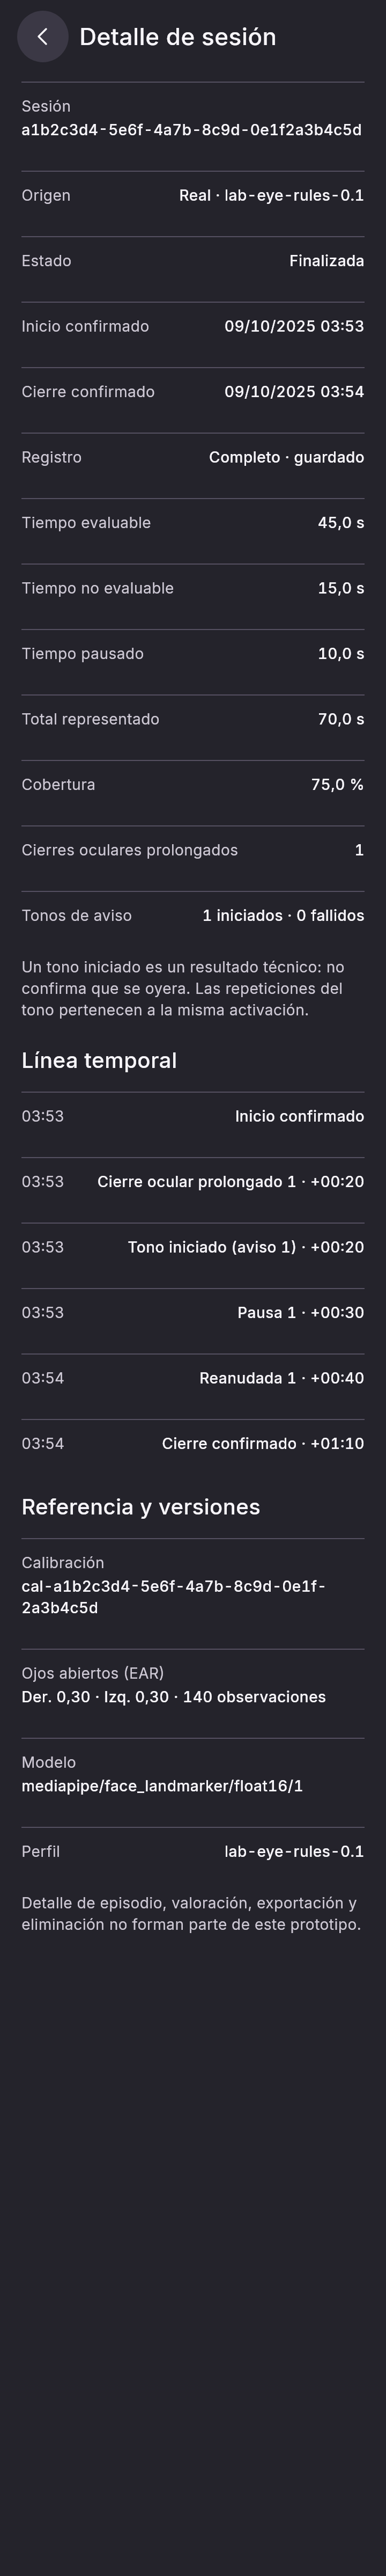 Detalle de sesión
Sesión
a1b2c3d4-5e6f-4a7b-8c9d-0e1f2a3b4c5d
Origen Real · lab-eye-rules-0.1
Estado Finalizada
Inicio confirmado 09/10/2025 03:53
Cierre confirmado 09/10/2025 03:54
Registro Completo · guardado
Tiempo evaluable 45,0 s
Tiempo no evaluable 15,0 s
Tiempo pausado 10,0 s
Total representado 70,0 s
Cobertura 75,0 %
Cierres oculares prolongados 1
Tonos de aviso 1 iniciados · 0 fallidos
Un tono iniciado es un resultado técnico: no
confirma que se oyera. Las repeticiones del
tono pertenecen a la misma activación.
Línea temporal
03:53 Inicio confirmado
03:53 Cierre ocular prolongado 1 · +00:20
03:53 Tono iniciado (aviso 1) · +00:20
03:53 Pausa 1 · +00:30
03:54 Reanudada 1 · +00:40
03:54 Cierre confirmado · +01:10
Referencia y versiones
Calibración
cal-a1b2c3d4-5e6f-4a7b-8c9d-0e1f-
2a3b4c5d
Ojos abiertos (EAR)
Der. 0,30 · Izq. 0,30 · 140 observaciones
Modelo
mediapipe/face_landmarker/float16/1
Perfil lab-eye-rules-0.1
Detalle de episodio, valoración, exportación y
eliminación no forman parte de este prototipo.